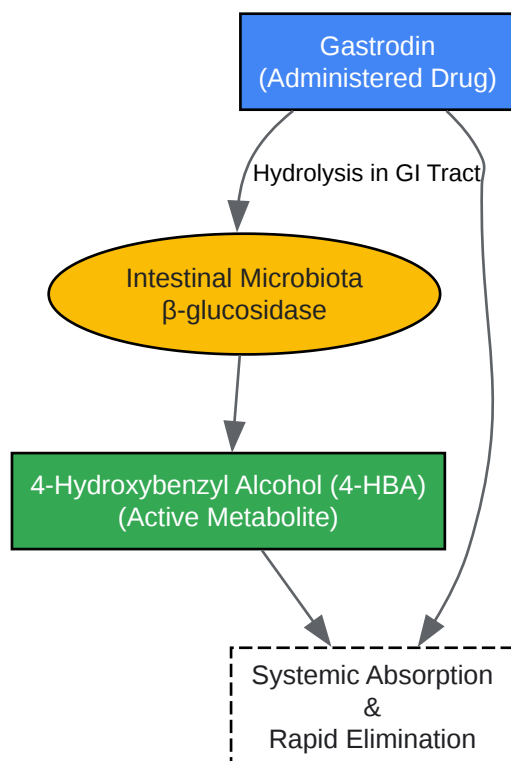 Gastrodin
(Administered Drug)
Hydrolysis in GI Tract
Intestinal Microbiota
β-glucosidase
4-Hydroxybenzyl Alcohol (4-HBA)
(Active Metabolite)
Systemic Absorption
&
Rapid Elimination